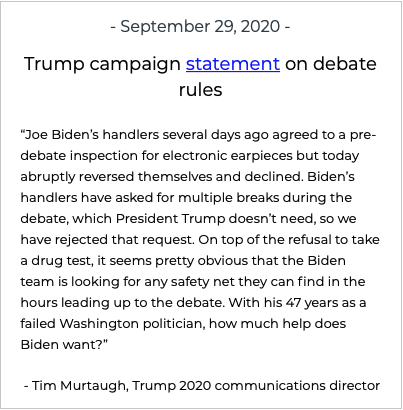 - September 29, 2020 -
Trump campaign statement on debate
rules
“Joe Biden’s handlers several days ago agreed to a pre-
debate inspection for electronic earpieces but today
abruptly reversed themselves and declined. Biden’s
handlers have asked for multiple breaks during the
debate, which President Trump doesn’t need, so we
have rejected that request. On top of the refusal to take
a drug test, it seems pretty obvious that the Biden
team is looking for any safety net they can find in the
hours leading up to the debate. With his 47 years as a
failed Washington politician, how much help does
Biden want?”
- Tim Murtaugh, Trump 2020 communications director